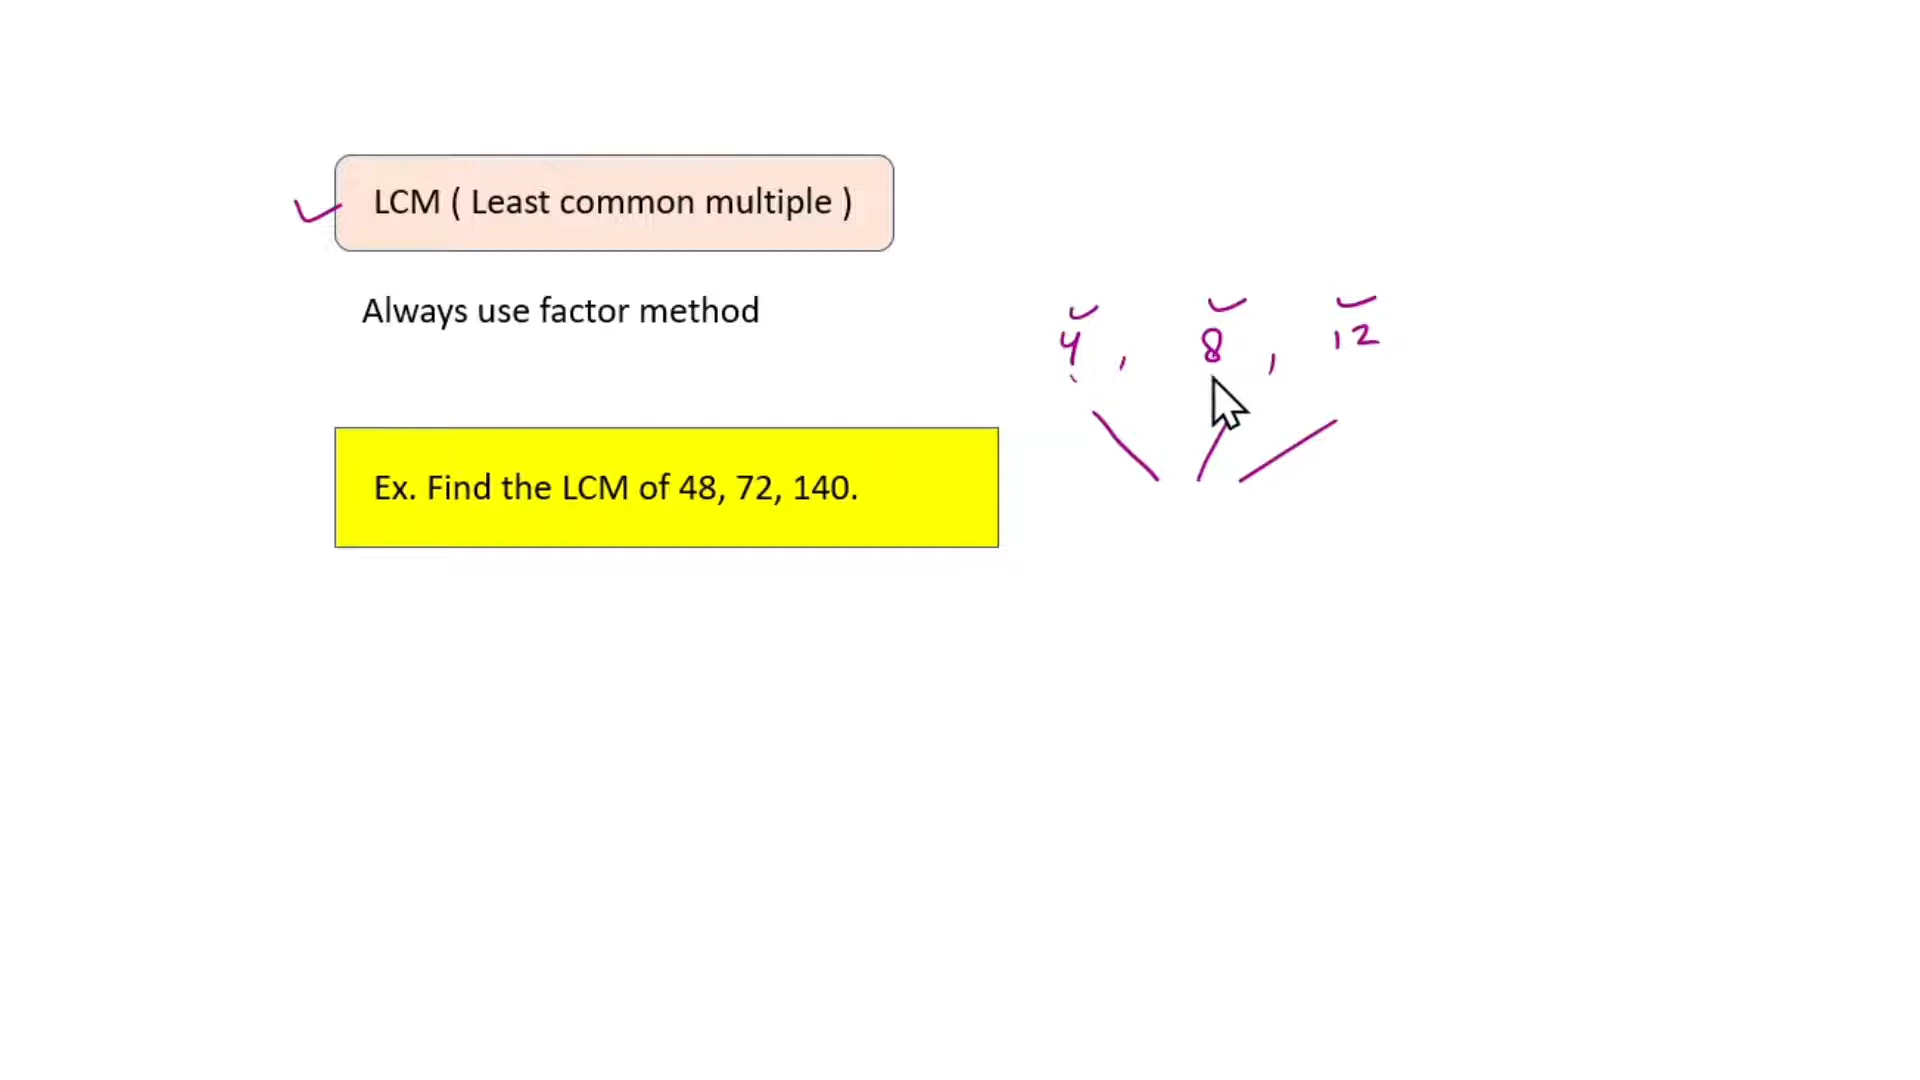 LCM ( Least common multiple )
Always use factor method
4 , 8 , 12
Ex. Find the LCM of 48, 72, 140.